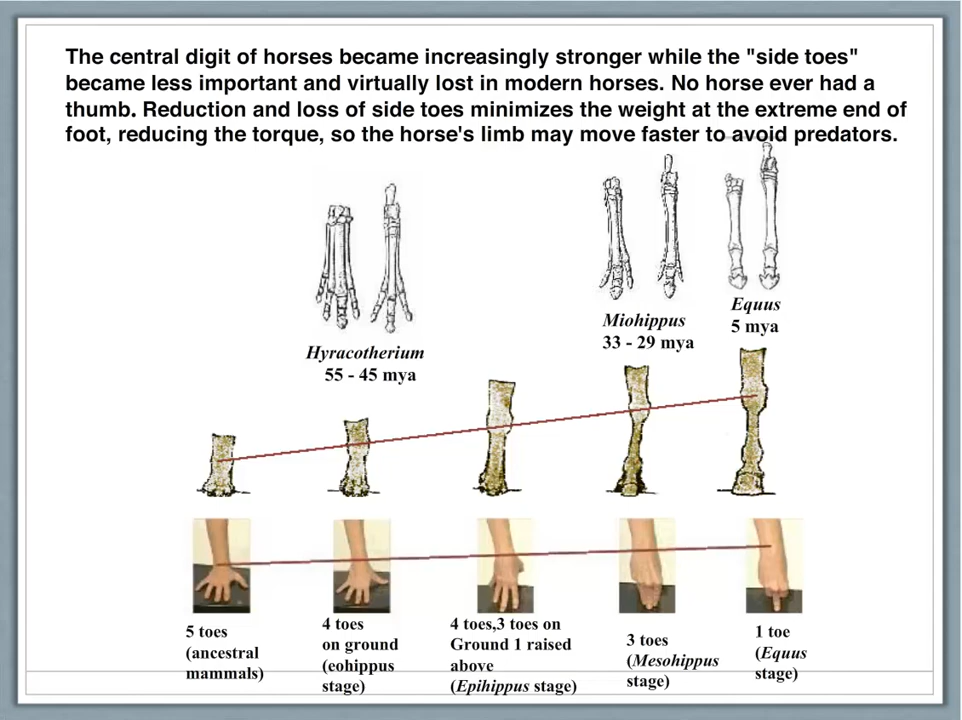 The central digit of horses became increasingly stronger while the "side toes"
became less important and virtually lost in modern horses. No horse ever had a
thumb. Reduction and loss of side toes minimizes the weight at the extreme end of
foot, reducing the torque, so the horse's limb may move faster to avoid predators.
Hyracotherium
55 - 45 mya
Miohippus
33 - 29 mya
Equus
5 mya
5 toes
(ancestral
mammals)
4 toes
on ground
(eohippus
stage)
4 toes,3 toes on
Ground 1 raised
above
(Epihippus stage)
3 toes
(Mesohippus
stage)
1 toe
(Equus
stage)